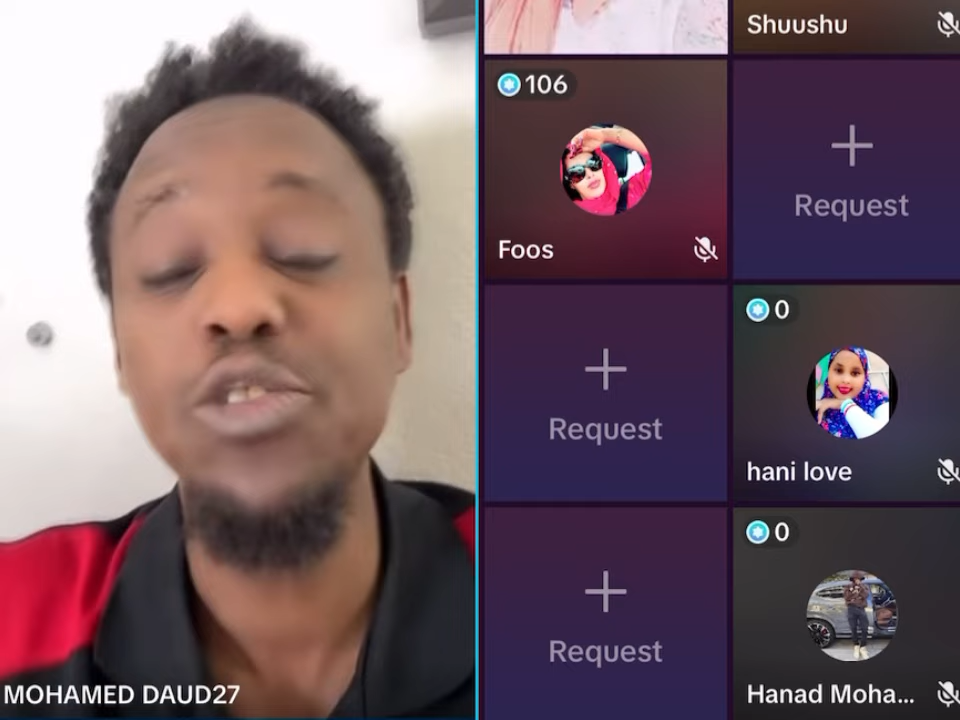 Shuushu
106
Foos
Request
Request
0
hani love
Request
0
Hanad Moha...
MOHAMED DAUD27